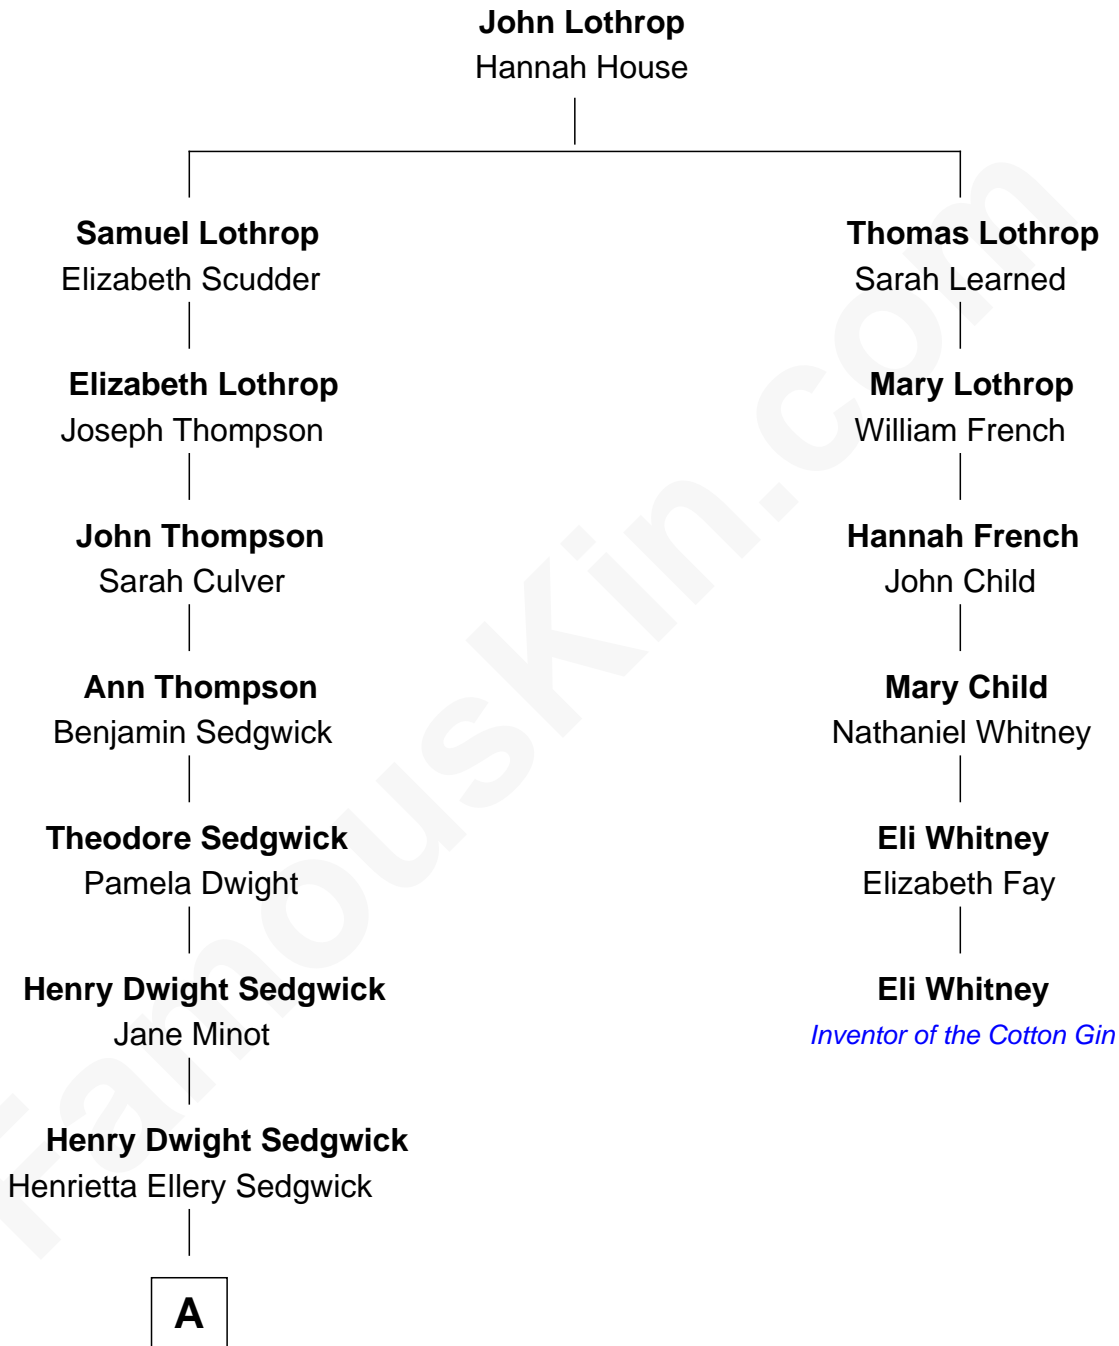 John Lothrop
Hannah House
Samuel Lothrop
Elizabeth Scudder
Thomas Lothrop
Sarah Learned
Elizabeth Lothrop
Joseph Thompson
Mary Lothrop
William French
John Thompson
Sarah Culver
Hannah French
John Child
Ann Thompson
Benjamin Sedgwick
Mary Child
Nathaniel Whitney
Theodore Sedgwick
Pamela Dwight
Eli Whitney
Elizabeth Fay
Henry Dwight Sedgwick
Jane Minot
Eli Whitney
Inventor of the Cotton Gin
Henry Dwight Sedgwick
Henrietta Ellery Sedgwick
A
FamousKin.com